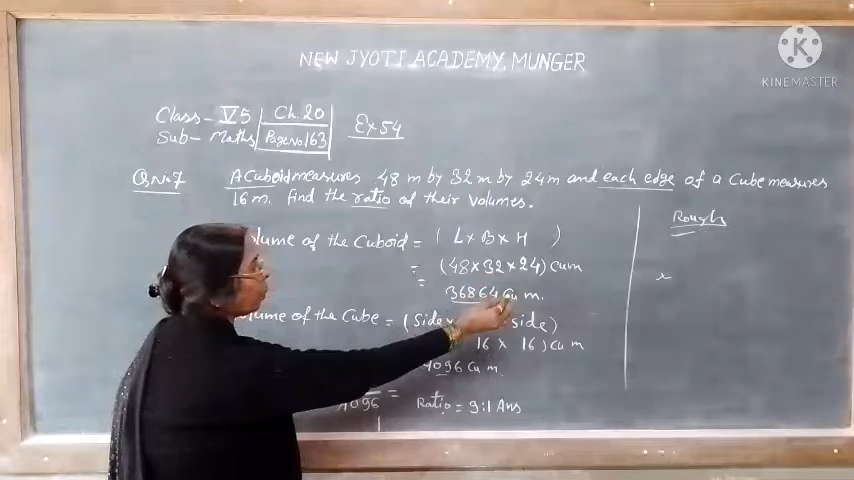 NEW JYOTI ACADEMY, MUNGER
KINEMASTER
Class - V5 Ch. 20
Sub - Maths Page No 163 Ex 54
Q.No.7 A Cuboid measures 48 m by 32 m by 24 m and each edge of a Cube measures
16 m. find the ratio of their volumes.
Rough
of the Cuboid = ( L × B × H )
= (48×32×24) cu m
= 36864 cu m.
of the Cube = (Side × side)
16 × 16) cu m
4096 cu m.
4096 = Ratio = 9:1 Ans
1